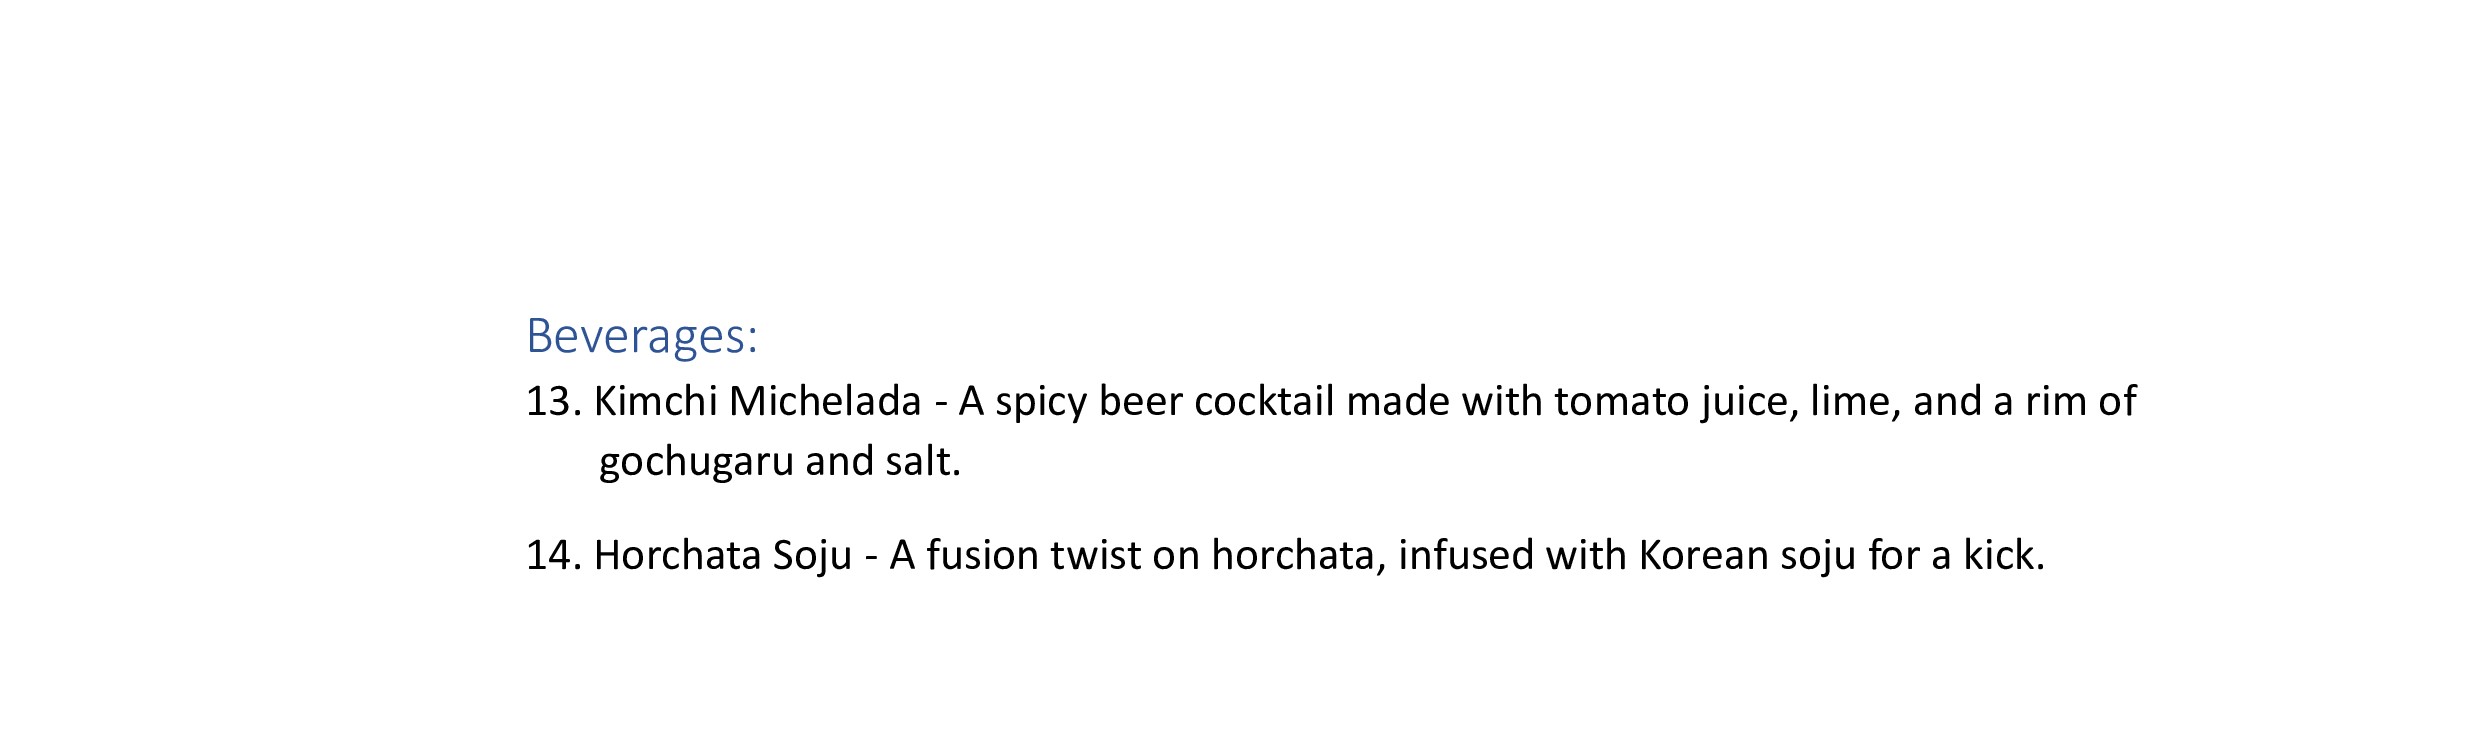 Beverages:
13. Kimchi Michelada - A spicy beer cocktail made with tomato juice, lime, and a rim of
gochugaru and salt.
14. Horchata Soju - A fusion twist on horchata, infused with Korean soju for a kick.